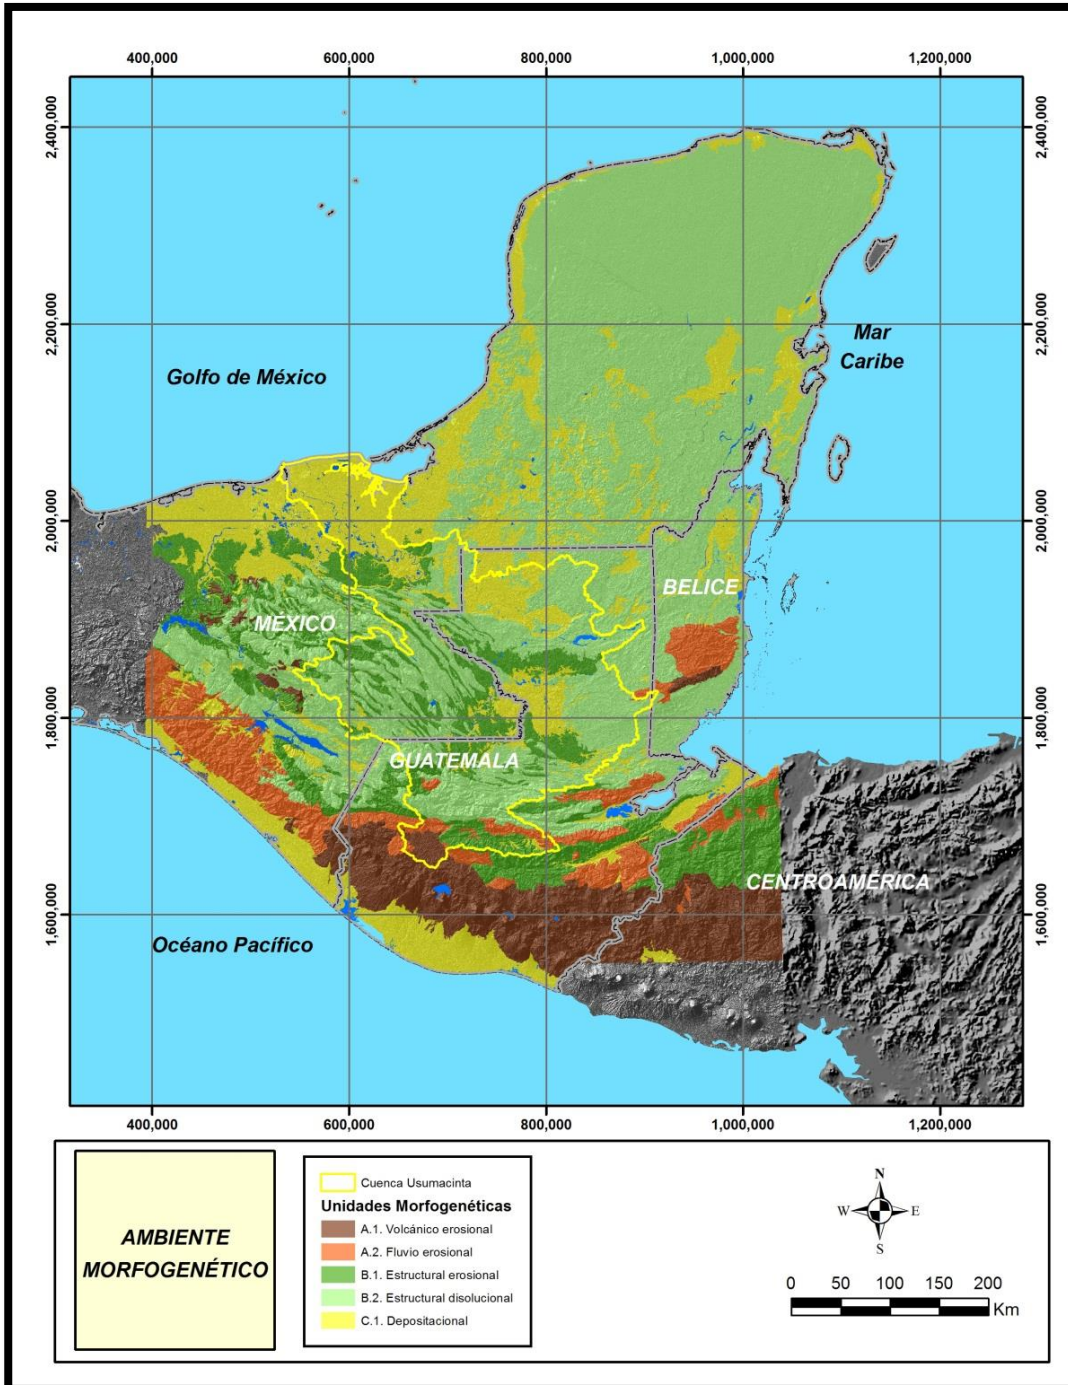 400,000 600,000 800,000 1,000,000 1,200,000
2,400,000 2,400,000
2,200,000 2,200,000
Mar
Caribe
Golfo de México
2,000,000 2,000,000
BELICE
MÉXICO
1,800,000 1,800,000
GUATEMALA
CENTROAMÉRICA
1,600,000 1,600,000
Océano Pacífico
400,000 600,000 800,000 1,000,000 1,200,000
AMBIENTE
MORFOGENÉTICO
Cuenca Usumacinta
Unidades Morfogenéticas
A.1. Volcánico erosional
A.2. Fluvio erosional
B.1. Estructural erosional
B.2. Estructural disolucional
C.1. Depositacional
N
W E
S
0 50 100 150 200
Km